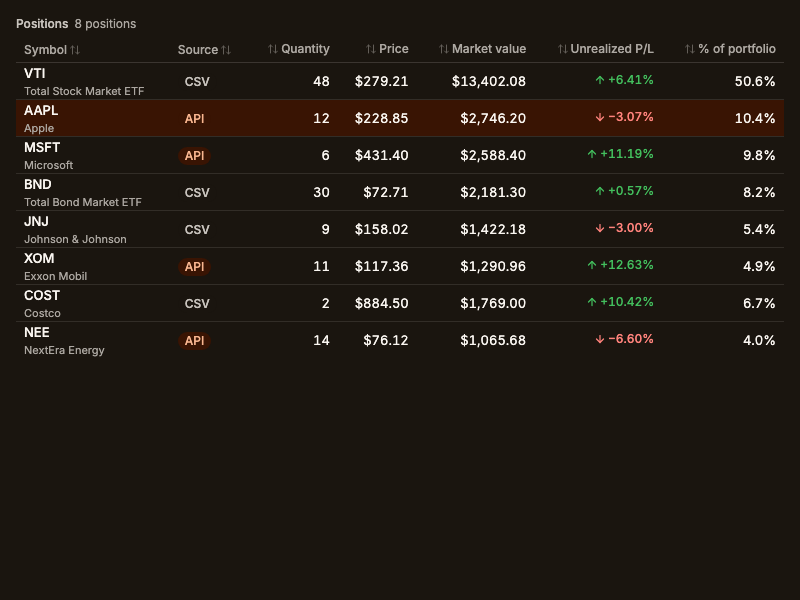 Positions 8 positions
Symbol ↑↓ Source ↑↓ ↑↓ Quantity ↑↓ Price ↑↓ Market value ↑↓ Unrealized P/L ↑↓ % of portfolio
VTI
Total Stock Market ETF
CSV 48 $279.21 $13,402.08 ↑ +6.41% 50.6%
AAPL
Apple
API 12 $228.85 $2,746.20 ↓ −3.07% 10.4%
MSFT
Microsoft
API 6 $431.40 $2,588.40 ↑ +11.19% 9.8%
BND
Total Bond Market ETF
CSV 30 $72.71 $2,181.30 ↑ +0.57% 8.2%
JNJ
Johnson & Johnson
CSV 9 $158.02 $1,422.18 ↓ −3.00% 5.4%
XOM
Exxon Mobil
API 11 $117.36 $1,290.96 ↑ +12.63% 4.9%
COST
Costco
CSV 2 $884.50 $1,769.00 ↑ +10.42% 6.7%
NEE
NextEra Energy
API 14 $76.12 $1,065.68 ↓ −6.60% 4.0%